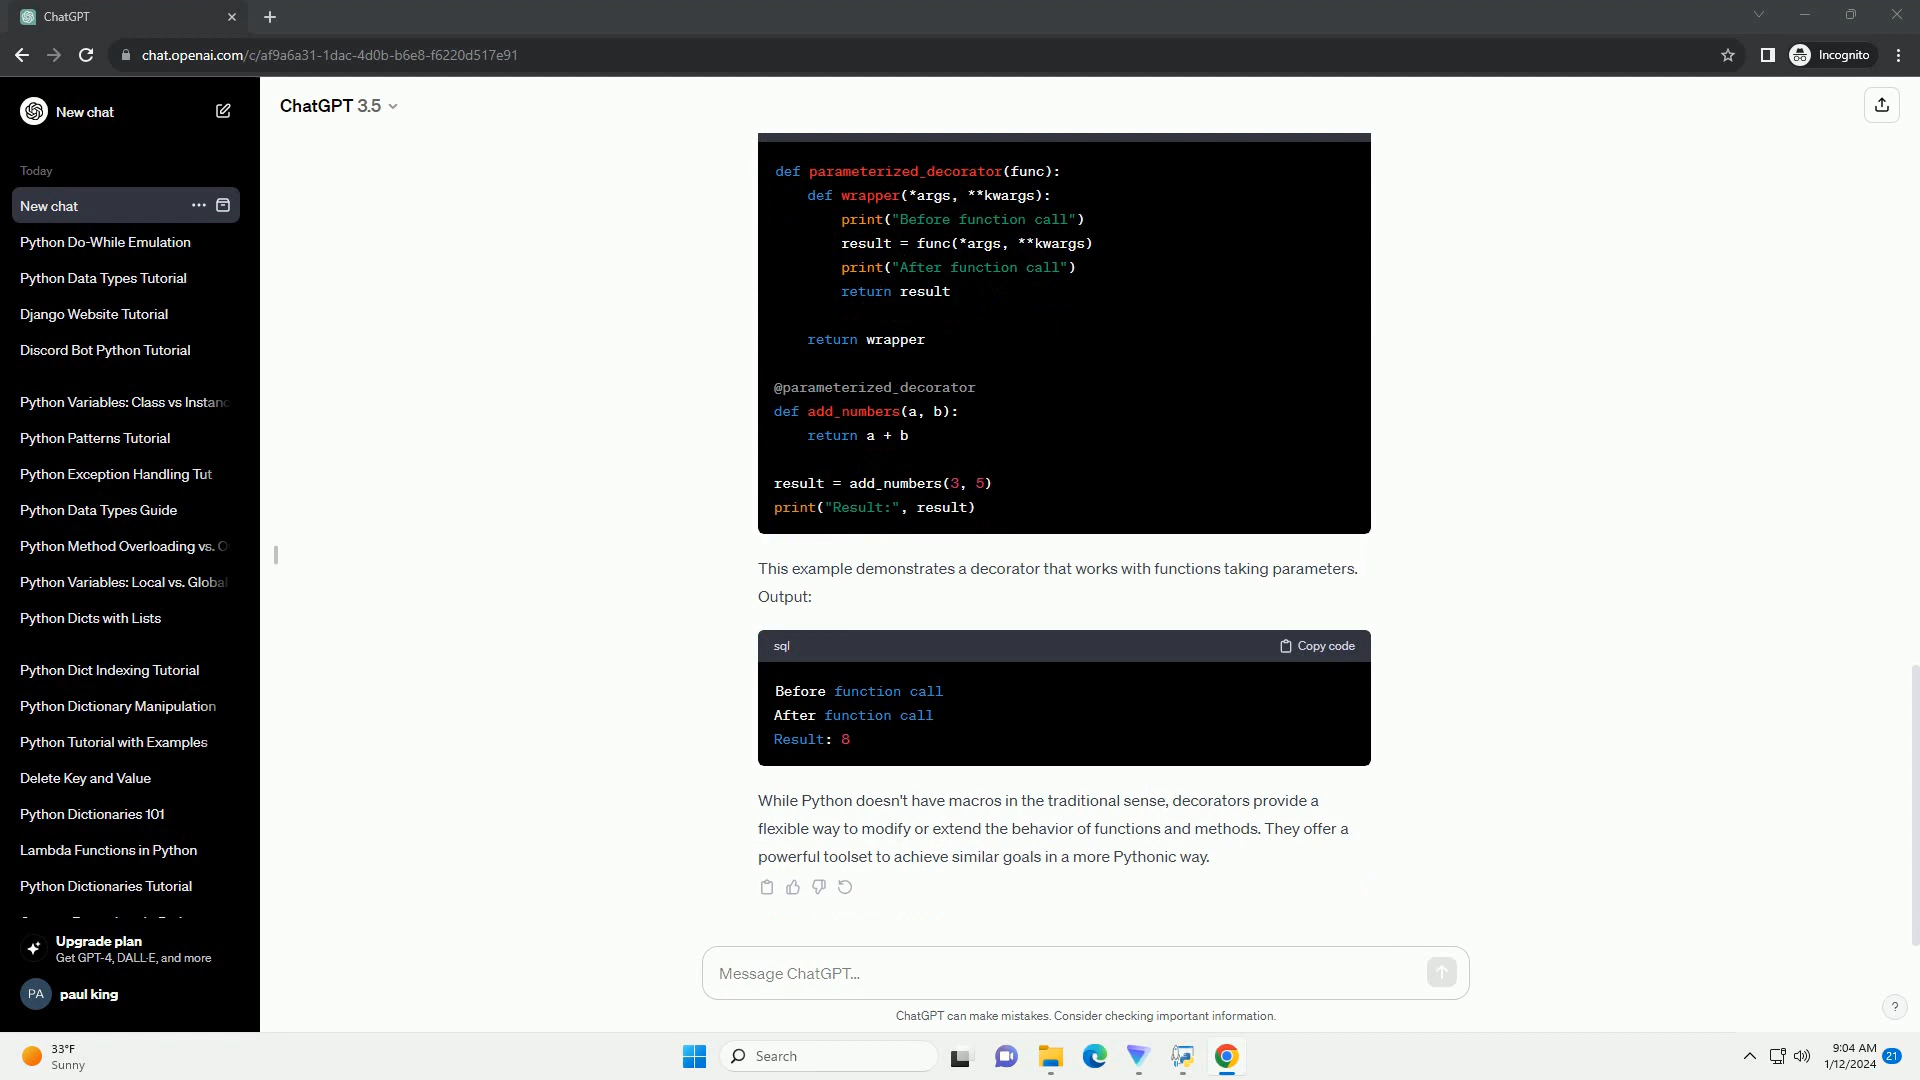 ChatGPT
chat.openai.com/c/af9a6a31-1dac-4d0b-b6e8-f6220d517e91
Incognito
New chat
Today
New chat
Python Do-While Emulation
Python Data Types Tutorial
Django Website Tutorial
Discord Bot Python Tutorial
Python Variables: Class vs Instanc
Python Patterns Tutorial
Python Exception Handling Tut
Python Data Types Guide
Python Method Overloading vs. O
Python Variables: Local vs. Global
Python Dicts with Lists
Python Dict Indexing Tutorial
Python Dictionary Manipulation
Python Tutorial with Examples
Delete Key and Value
Python Dictionaries 101
Lambda Functions in Python
Python Dictionaries Tutorial
Upgrade plan
Get GPT-4, DALL·E, and more
PA
paul king
ChatGPT 3.5
def parameterized_decorator(func):
    def wrapper(*args, **kwargs):
        print("Before function call")
        result = func(*args, **kwargs)
        print("After function call")
        return result
    return wrapper
@parameterized_decorator
def add_numbers(a, b):
    return a + b
result = add_numbers(3, 5)
print("Result:", result)
This example demonstrates a decorator that works with functions taking parameters.
Output:
sql
Copy code
Before function call
After function call
Result: 8
While Python doesn't have macros in the traditional sense, decorators provide a
flexible way to modify or extend the behavior of functions and methods. They offer a
powerful toolset to achieve similar goals in a more Pythonic way.
Message ChatGPT...
ChatGPT can make mistakes. Consider checking important information.
?
33°F
Sunny
Search
9:04 AM
1/12/2024
21